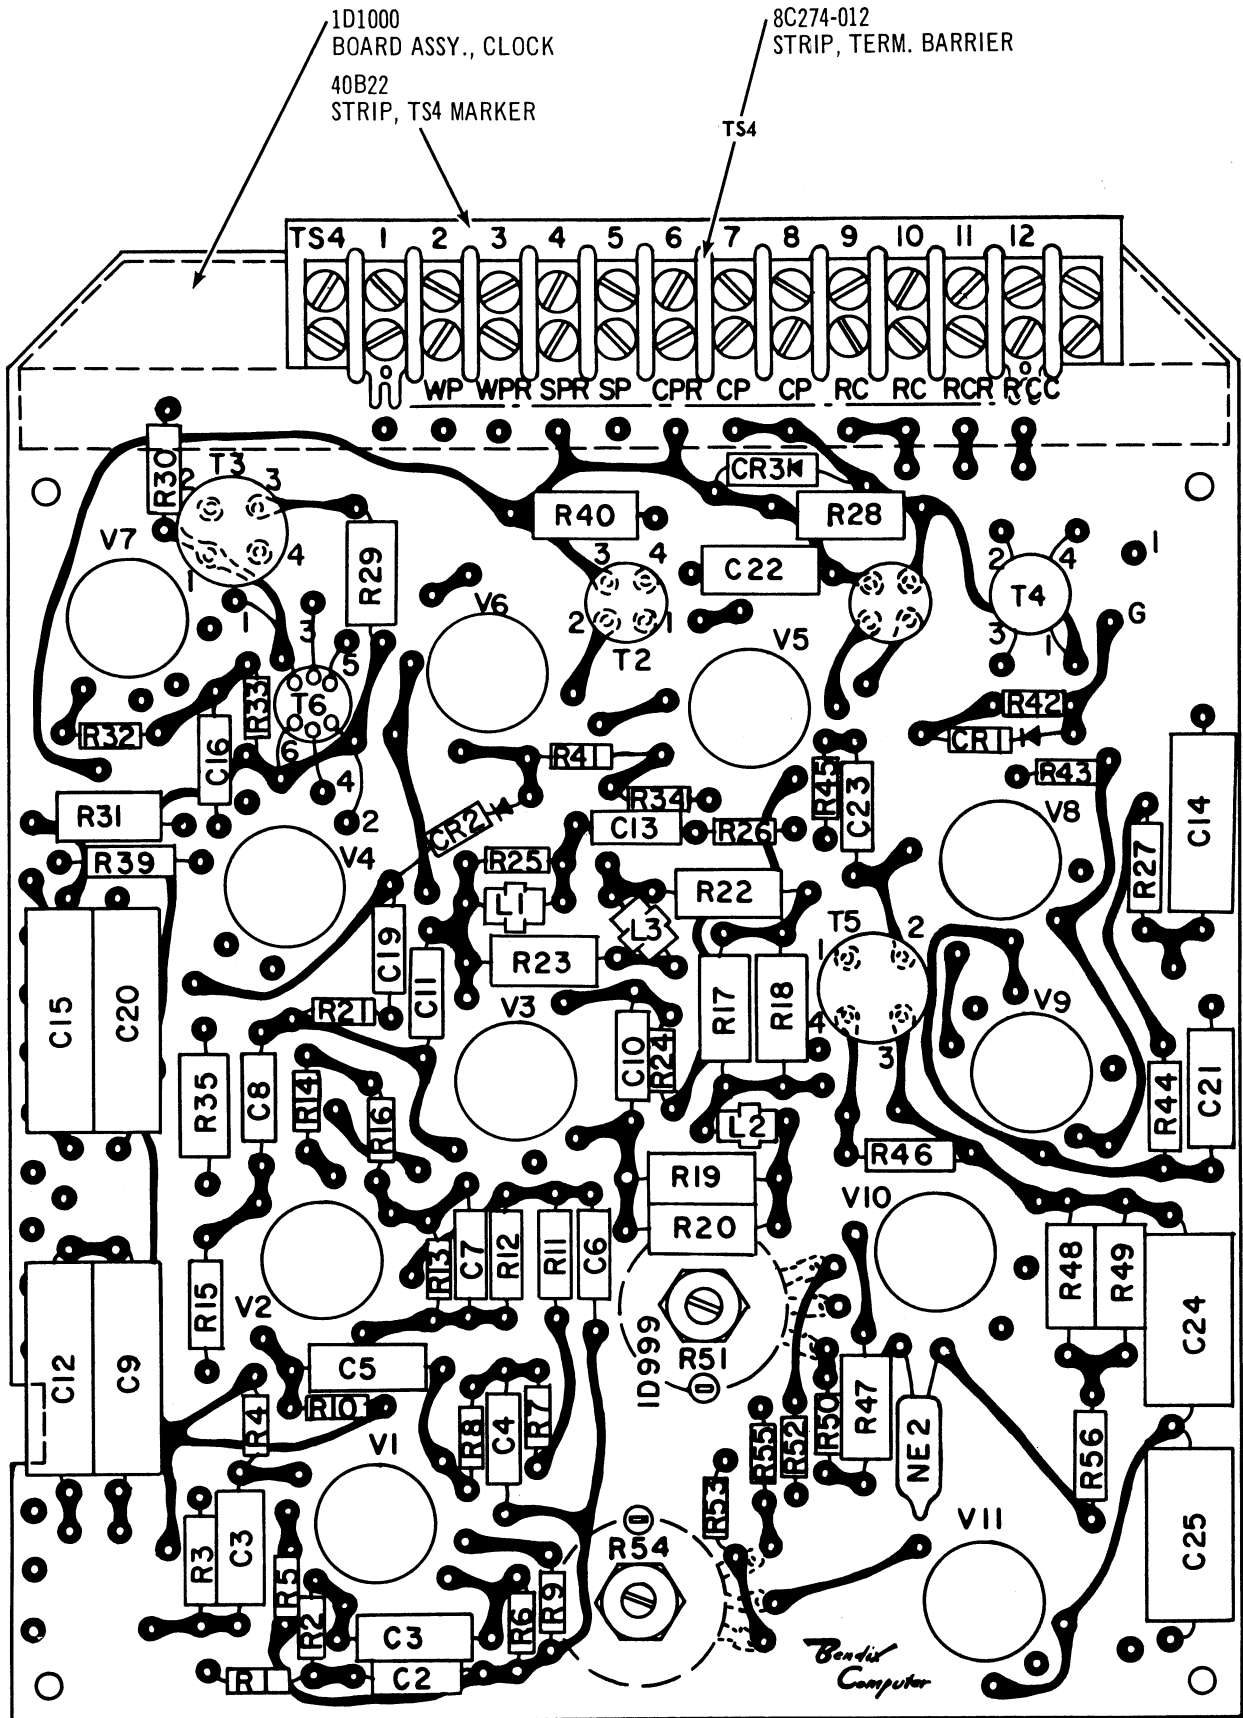 1D1000
BOARD ASSY., CLOCK
40B22
STRIP, TS4 MARKER
8C274-012
STRIP, TERM. BARRIER
TS4
TS4 1 2 3 4 5 6 7 8 9 10 11 12
WP WPR SPR SP CPR CP CP RC RC RCR RCC
R30
2 T3 3
CR3
R40
R28
V7
1 4
R29
3 4
C22
2 4
1
V6
T4
G
1 3
2 1
T2
V5
3 1
5
R33
T6
R42
R32
C16
6
R4
CR1
4
R45
C23
R43
C14
R31
2
CR2
R34
C13
R26
V8
R39
V4
R25
R27
L1
R22
C19
L3
T5
1 2
R23
C15
C20
C11
R17
R18
V9
R21
V3
C10
R24
4
3
C21
R35
C8
R14
R44
R16
L2
R46
R19
V10
R20
R15
R13
C7
R12
R11
C6
R48
R49
V2
C24
1D999
R51
C12
C9
C5
R10
R4
R8
C4
R7
R55
R52
R50
R47
NE2
R56
V1
R53
V11
R54
C25
R3
C3
R5
R2
R9
R6
C3
R
C2
Bendix
Computer